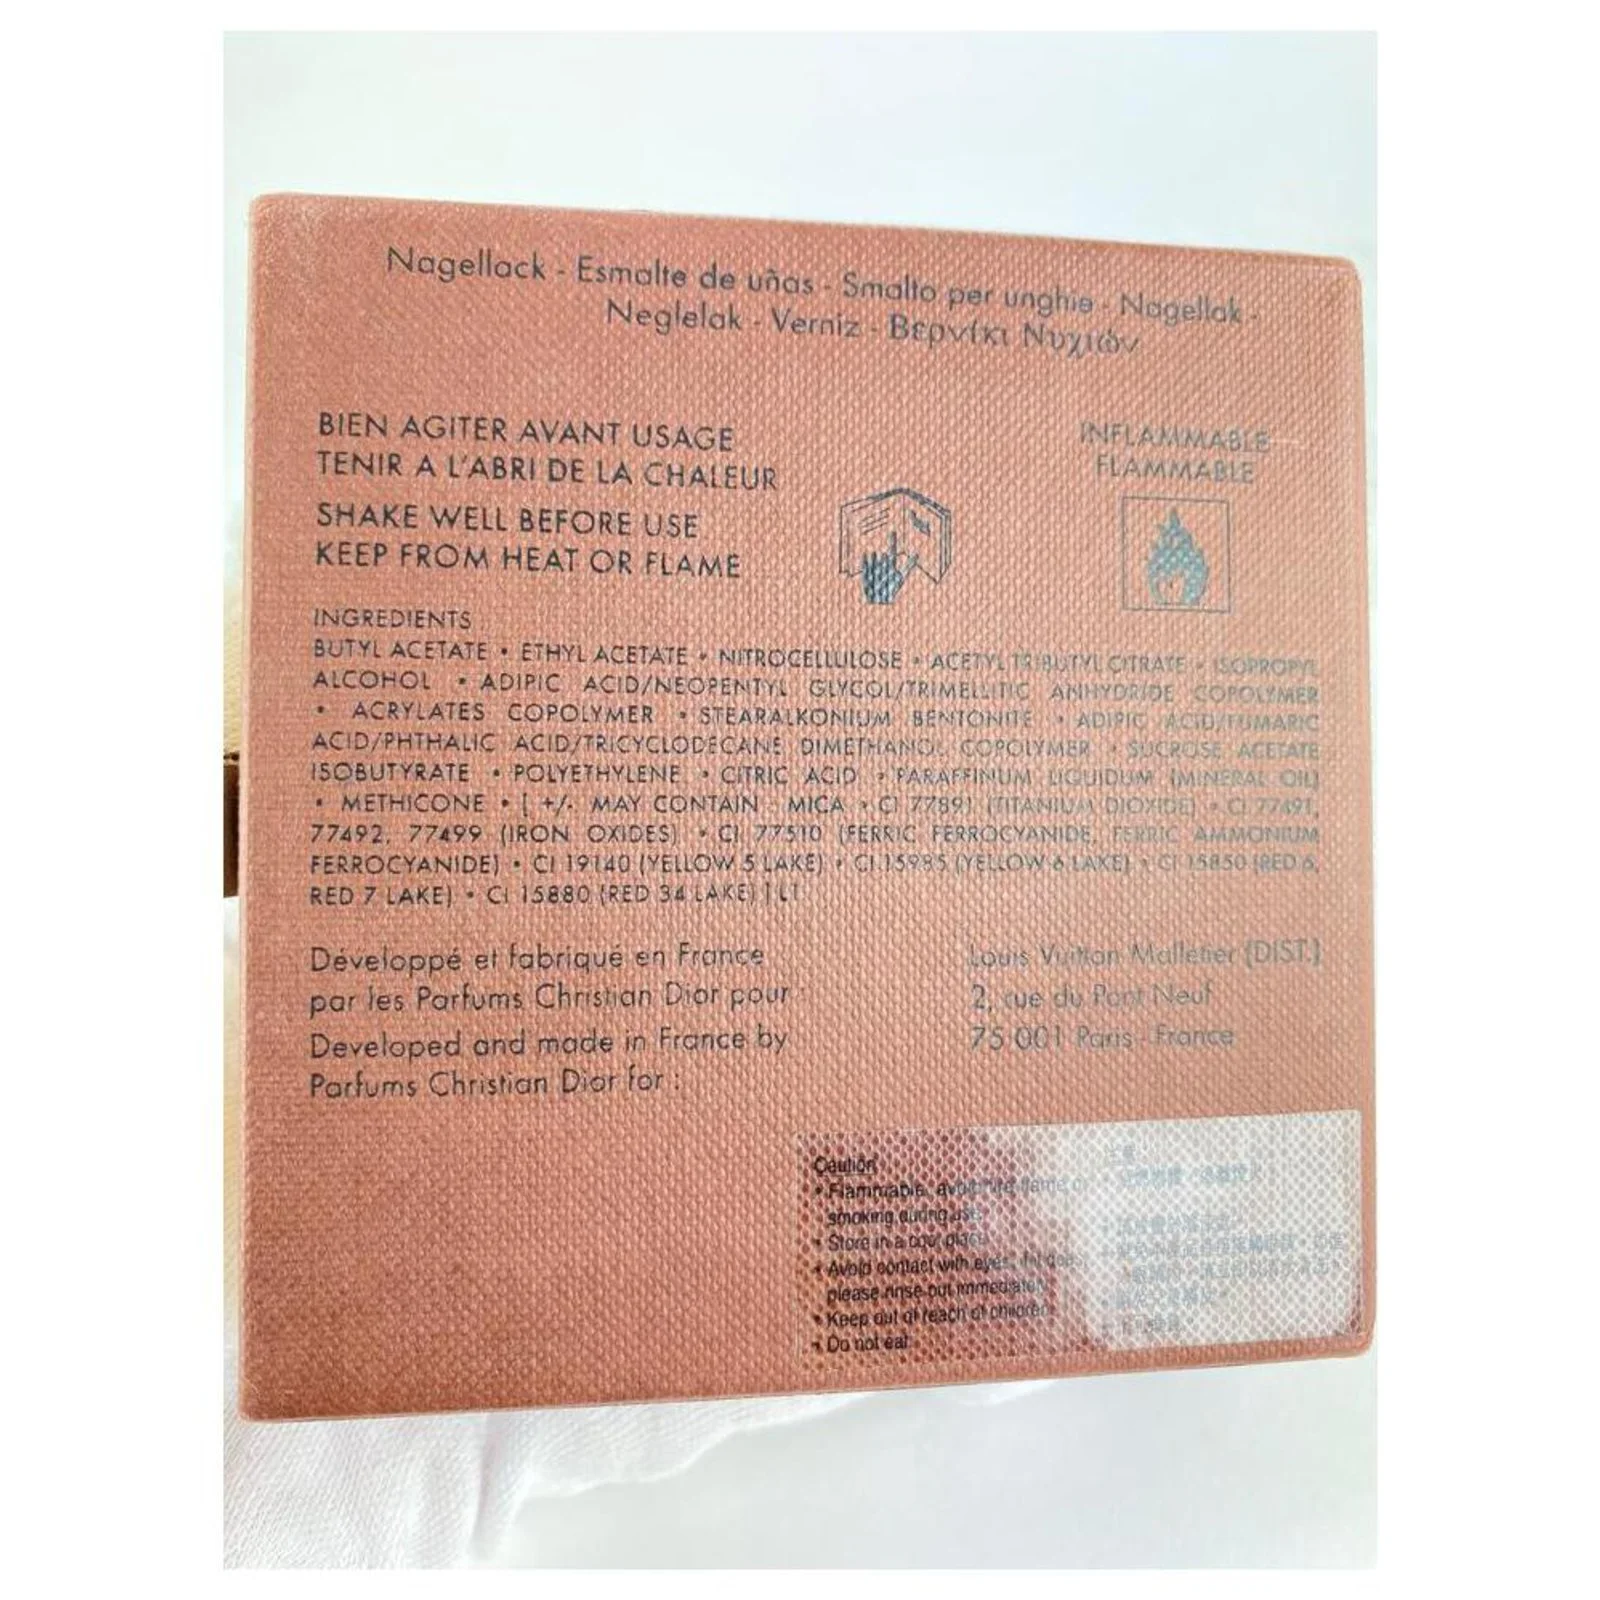 Nagellack - Esmalte de uñas - Smalto per unghie - Nagellak -
Neglelak - Verniz - Βερνίκι Νυχιών
BIEN AGITER AVANT USAGE
TENIR A L'ABRI DE LA CHALEUR
SHAKE WELL BEFORE USE
KEEP FROM HEAT OR FLAME
INFLAMMABLE
FLAMMABLE
INGREDIENTS
BUTYL ACETATE • ETHYL ACETATE • NITROCELLULOSE • ACETYL TRIBUTYL CITRATE • ISOPROPYL
ALCOHOL • ADIPIC ACID/NEOPENTYL GLYCOL/TRIMELLITIC ANHYDRIDE COPOLYMER
• ACRYLATES COPOLYMER • STEARALKONIUM BENTONITE • ADIPIC ACID/FUMARIC
ACID/PHTHALIC ACID/TRICYCLODECANE DIMETHANOL COPOLYMER • SUCROSE ACETATE
ISOBUTYRATE • POLYETHYLENE • CITRIC ACID • PARAFFINUM LIQUIDUM (MINERAL OIL)
• METHICONE • [ +/- MAY CONTAIN : MICA • CI 77891 (TITANIUM DIOXIDE) • CI 77491,
77492, 77499 (IRON OXIDES) • CI 77510 (FERRIC FERROCYANIDE, FERRIC AMMONIUM
FERROCYANIDE) • CI 19140 (YELLOW 5 LAKE) • CI 15985 (YELLOW 6 LAKE) • CI 15850 (RED 6,
RED 7 LAKE) • CI 15880 (RED 34 LAKE) ] L1
Développé et fabriqué en France
par les Parfums Christian Dior pour :
Developed and made in France by
Parfums Christian Dior for :
Louis Vuitton Malletier (DIST.)
2, rue du Pont Neuf
75 001 Paris - France
Caution
• Flammable, avoid fire flame or
smoking during use
• Store in a cool place
• Avoid contact with eyes,
please rinse out immediately
• Keep out of reach of children
• Do not eat